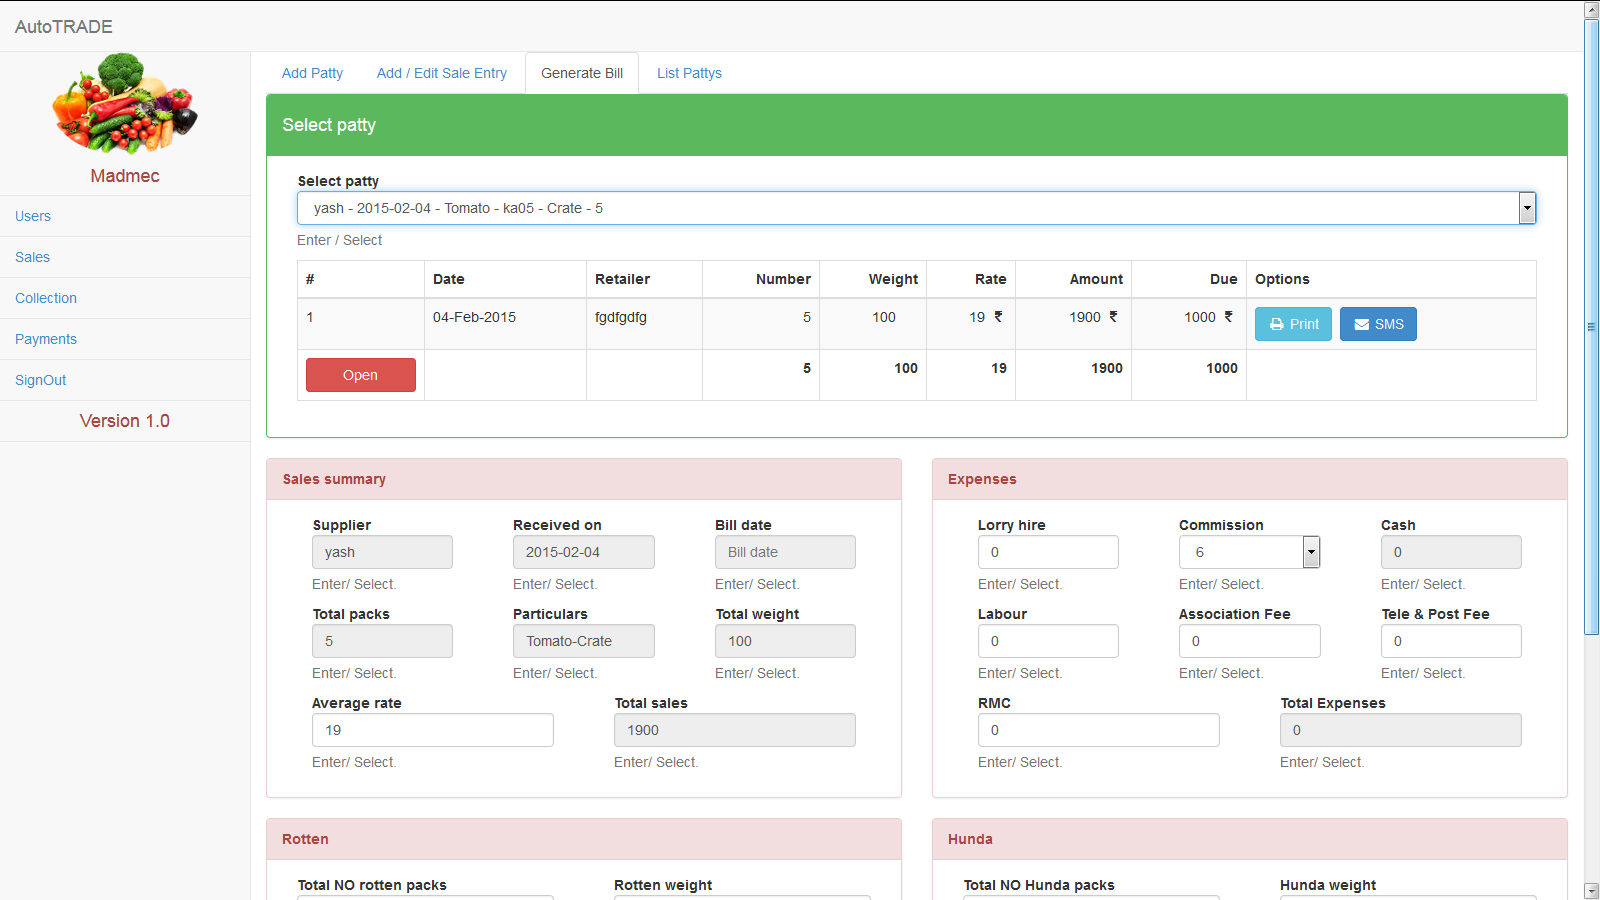 AutoTRADE
Madmec
Users
Sales
Collection
Payments
SignOut
Version 1.0
Add Patty Add / Edit Sale Entry Generate Bill List Pattys
Select patty
Select patty
yash - 2015-02-04 - Tomato - ka05 - Crate - 5
Enter / Select
# Date Retailer Number Weight Rate Amount Due Options
1 04-Feb-2015 fgdfgdfg 5 100 19 ₹ 1900 ₹ 1000 ₹ Print SMS
Open 5 100 19 1900 1000
Sales summary
Supplier Received on Bill date
yash 2015-02-04 Bill date
Enter/ Select. Enter/ Select. Enter/ Select.
Total packs Particulars Total weight
5 Tomato-Crate 100
Enter/ Select. Enter/ Select. Enter/ Select.
Average rate Total sales
19 1900
Enter/ Select. Enter/ Select.
Expenses
Lorry hire Commission Cash
0 6 0
Enter/ Select. Enter/ Select. Enter/ Select.
Labour Association Fee Tele & Post Fee
0 0 0
Enter/ Select. Enter/ Select. Enter/ Select.
RMC Total Expenses
0 0
Enter/ Select. Enter/ Select.
Rotten
Total NO rotten packs Rotten weight
Hunda
Total NO Hunda packs Hunda weight